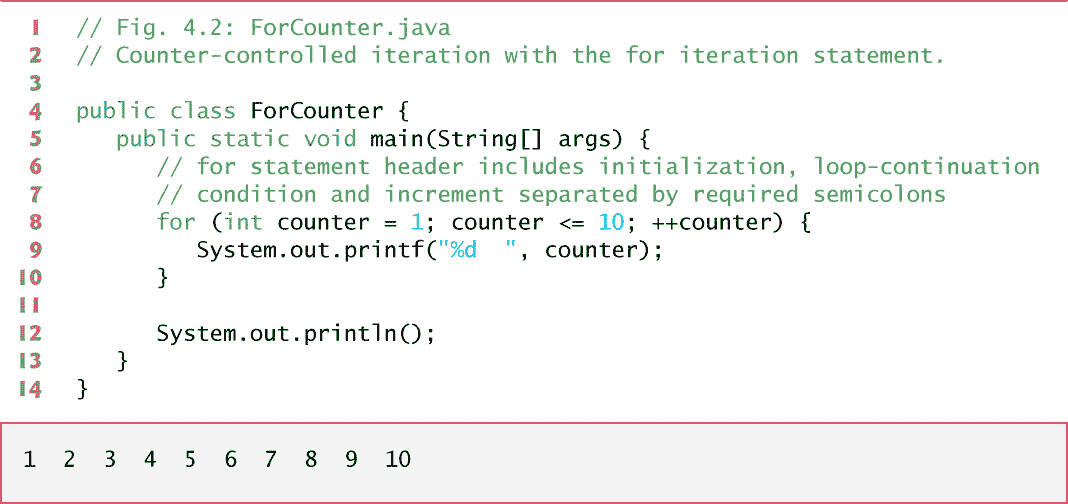 1 // Fig. 4.2: ForCounter.java
2 // Counter-controlled iteration with the for iteration statement.
3
4 public class ForCounter {
5    public static void main(String[] args) {
6       // for statement header includes initialization, loop-continuation
7       // condition and increment separated by required semicolons
8       for (int counter = 1; counter <= 10; ++counter) {
9          System.out.printf("%d  ", counter);
10       }
11
12       System.out.println();
13    }
14 }
1  2  3  4  5  6  7  8  9  10